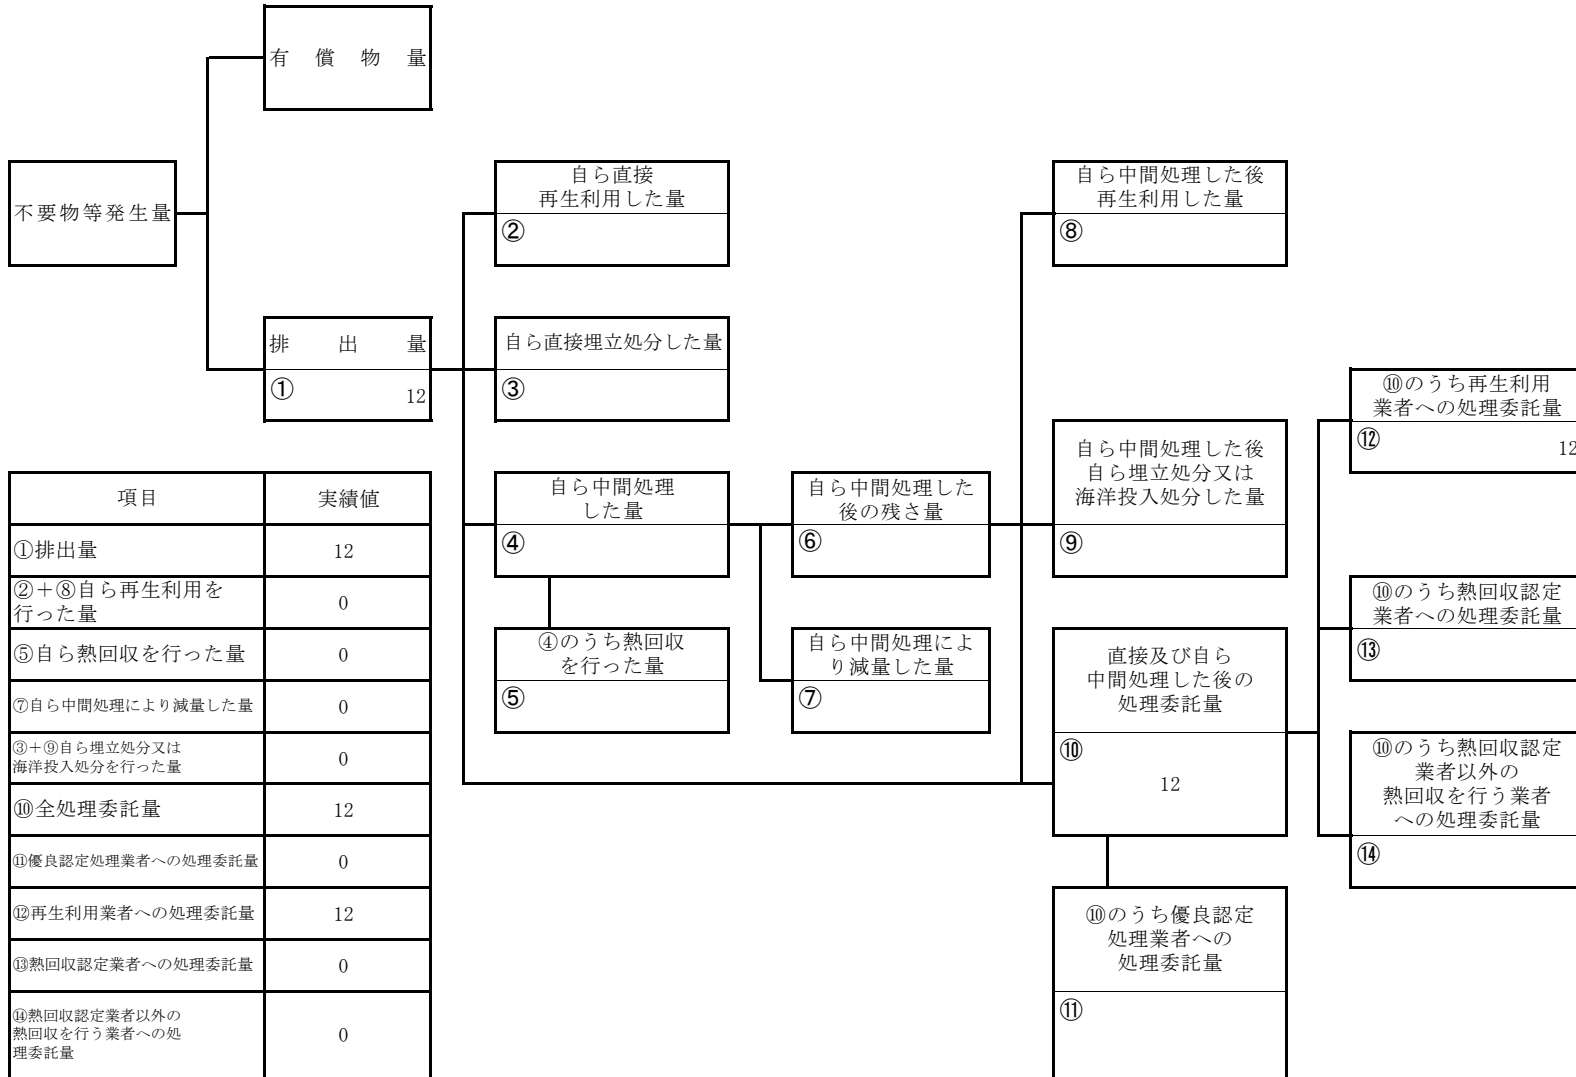 有償物量
不要物等発生量
排出量
①
12
自ら直接
再生利用した量
②
自ら直接埋立処分した量
③
自ら中間処理
した量
④
④のうち熱回収
を行った量
⑤
自ら中間処理した
後の残さ量
⑥
自ら中間処理によ
り減量した量
⑦
自ら中間処理した後
再生利用した量
⑧
自ら中間処理した後
自ら埋立処分又は
海洋投入処分した量
⑨
直接及び自ら
中間処理した後の
処理委託量
⑩
12
⑩のうち優良認定
処理業者への
処理委託量
⑪
⑩のうち再生利用
業者への処理委託量
⑫
12
⑩のうち熱回収認定
業者への処理委託量
⑬
⑩のうち熱回収認定
業者以外の
熱回収を行う業者
への処理委託量
⑭
項目 実績値
①排出量 12
②+⑧自ら再生利用を
行った量 0
⑤自ら熱回収を行った量 0
⑦自ら中間処理により減量した量 0
③+⑨自ら埋立処分又は
海洋投入処分を行った量 0
⑩全処理委託量 12
⑪優良認定処理業者への処理委託量 0
⑫再生利用業者への処理委託量 12
⑬熱回収認定業者への処理委託量 0
⑭熱回収認定業者以外の
熱回収を行う業者への処
理委託量 0